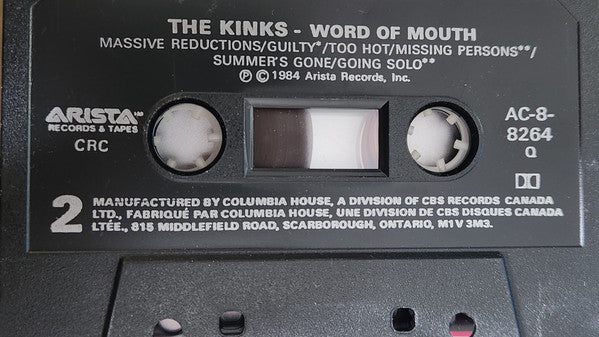 THE KINKS - WORD OF MOUTH
MASSIVE REDUCTIONS/GUILTY*/TOO HOT/MISSING PERSONS**/
SUMMER'S GONE/GOING SOLO**
Ⓟ © 1984 Arista Records, Inc.
ARISTA
RECORDS & TAPES
CRC
AC-8-
8264
Q
2
MANUFACTURED BY COLUMBIA HOUSE, A DIVISION OF CBS RECORDS CANADA
LTD., FABRIQUÉ PAR COLUMBIA HOUSE, UNE DIVISION DE CBS DISQUES CANADA
LTÉE., 815 MIDDLEFIELD ROAD, SCARBOROUGH, ONTARIO, M1V 3M3.